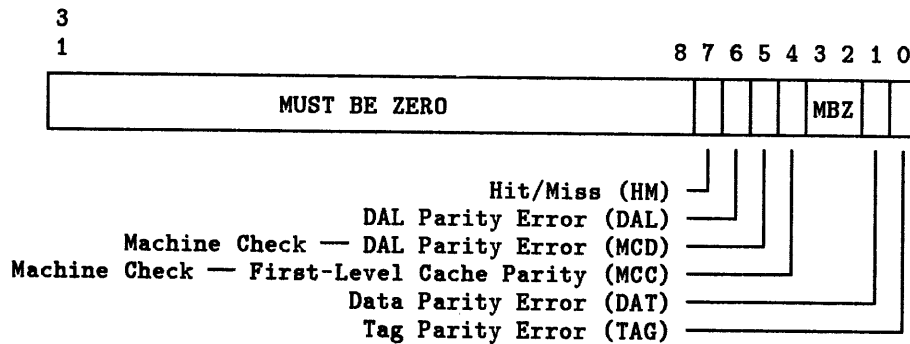 3
1 8 7 6 5 4 3 2 1 0
MUST BE ZERO MBZ
Hit/Miss (HM)
DAL Parity Error (DAL)
Machine Check — DAL Parity Error (MCD)
Machine Check — First-Level Cache Parity (MCC)
Data Parity Error (DAT)
Tag Parity Error (TAG)